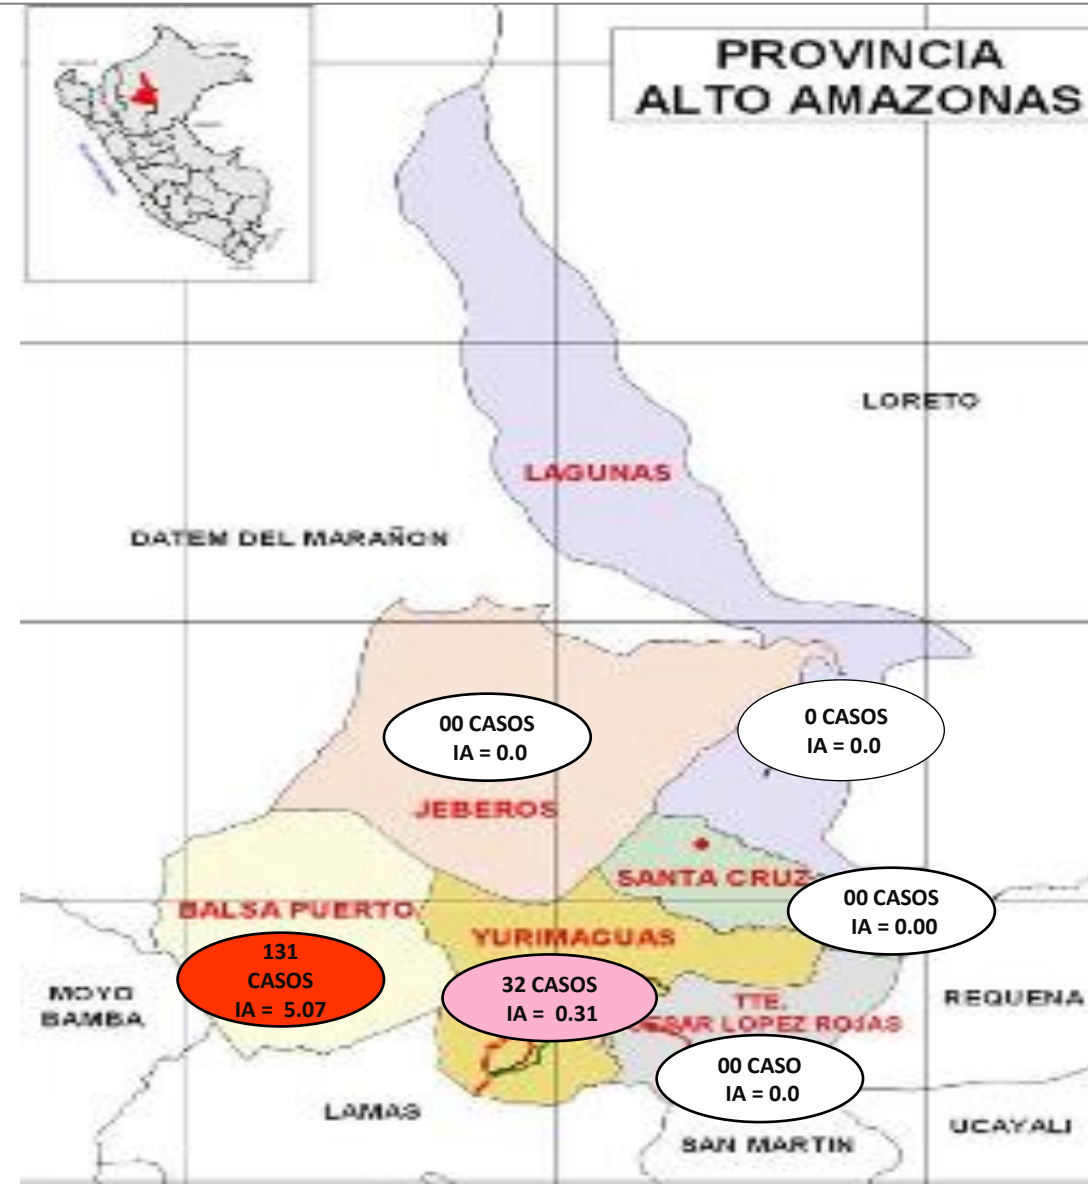 PROVINCIA
ALTO AMAZONAS
LORETO
LAGUNAS
DATEM DEL MARAÑON
00 CASOS
IA = 0.0
0 CASOS
IA = 0.0
JEBEROS
SANTA CRUZ
00 CASOS
IA = 0.00
BALSA PUERTO
YURIMAGUAS
131
CASOS
IA = 5.07
32 CASOS
IA = 0.31
MOYO
BAMBA
TTE.
ESAR LOPEZ ROJAS
REQUENA
00 CASO
IA = 0.0
LAMAS
SAN MARTIN
UCAYALI